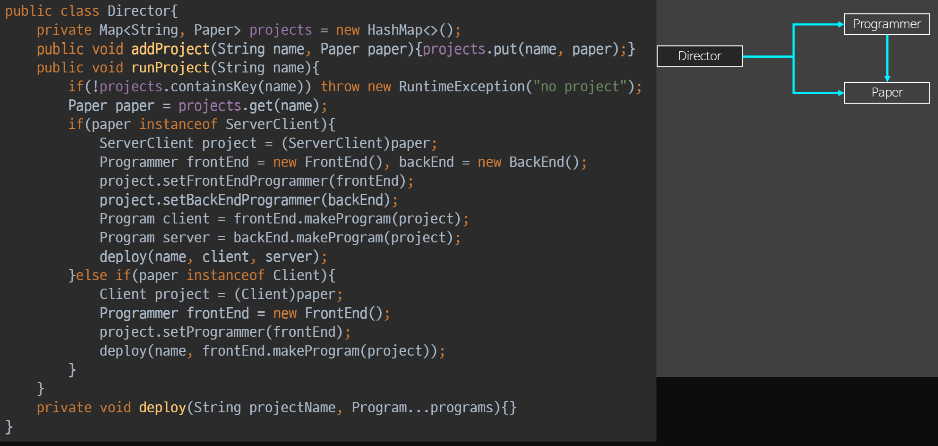 public class Director{
private Map<String, Paper> projects = new HashMap<>();
public void addProject(String name, Paper paper){projects.put(name, paper);}
public void runProject(String name){
if(!projects.containsKey(name)) throw new RuntimeException("no project");
Paper paper = projects.get(name);
if(paper instanceof ServerClient){
ServerClient project = (ServerClient)paper;
Programmer frontEnd = new FrontEnd(), backEnd = new BackEnd();
project.setFrontEndProgrammer(frontEnd);
project.setBackEndProgrammer(backEnd);
Program client = frontEnd.makeProgram(project);
Program server = backEnd.makeProgram(project);
deploy(name, client, server);
}else if(paper instanceof Client){
Client project = (Client)paper;
Programmer frontEnd = new FrontEnd();
project.setProgrammer(frontEnd);
deploy(name, frontEnd.makeProgram(project));
}
}
private void deploy(String projectName, Program...programs){}
}
Programmer
Director
Paper